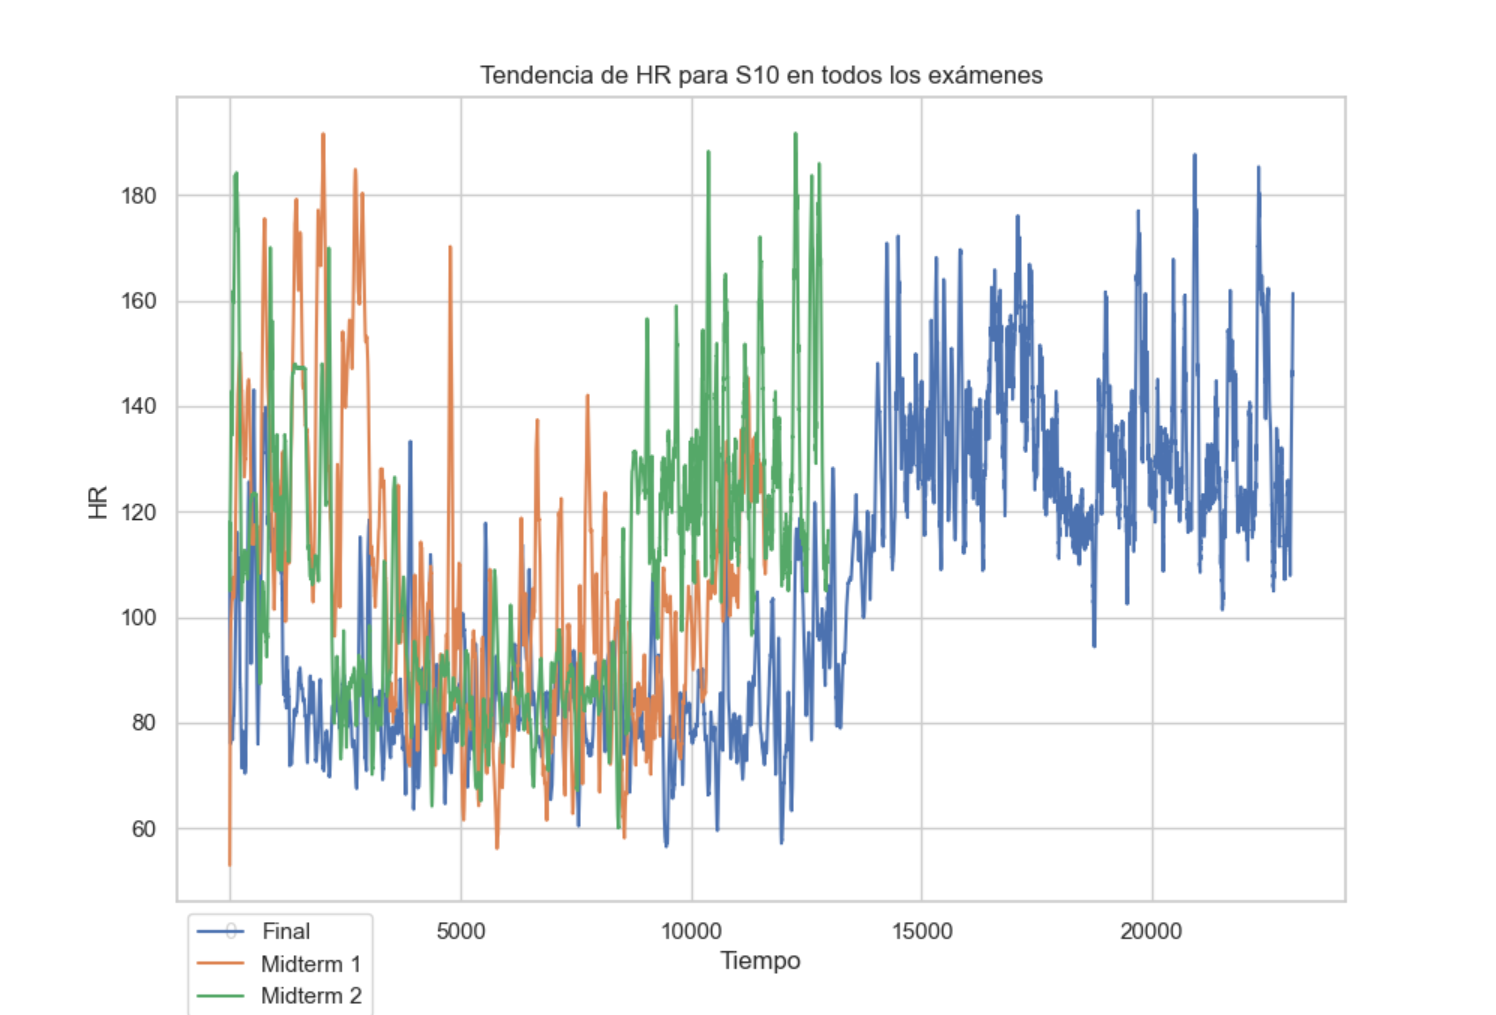 Tendencia de HR para S10 en todos los exámenes
HR
180
160
140
120
100
80
60
0 5000 10000 15000 20000
Tiempo
Final
Midterm 1
Midterm 2